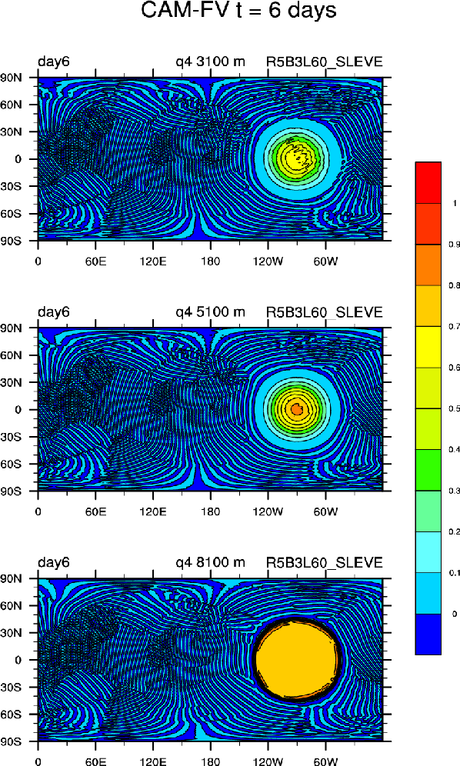 CAM-FV t = 6 days
day6 q4 3100 m R5B3L60_SLEVE
90N
60N
30N
0
30S
60S
90S
0 60E 120E 180 120W 60W
day6 q4 5100 m R5B3L60_SLEVE
90N
60N
30N
0
30S
60S
90S
0 60E 120E 180 120W 60W
day6 q4 8100 m R5B3L60_SLEVE
90N
60N
30N
0
30S
60S
90S
0 60E 120E 180 120W 60W
1
0.9
0.8
0.7
0.6
0.5
0.4
0.3
0.2
0.1
0